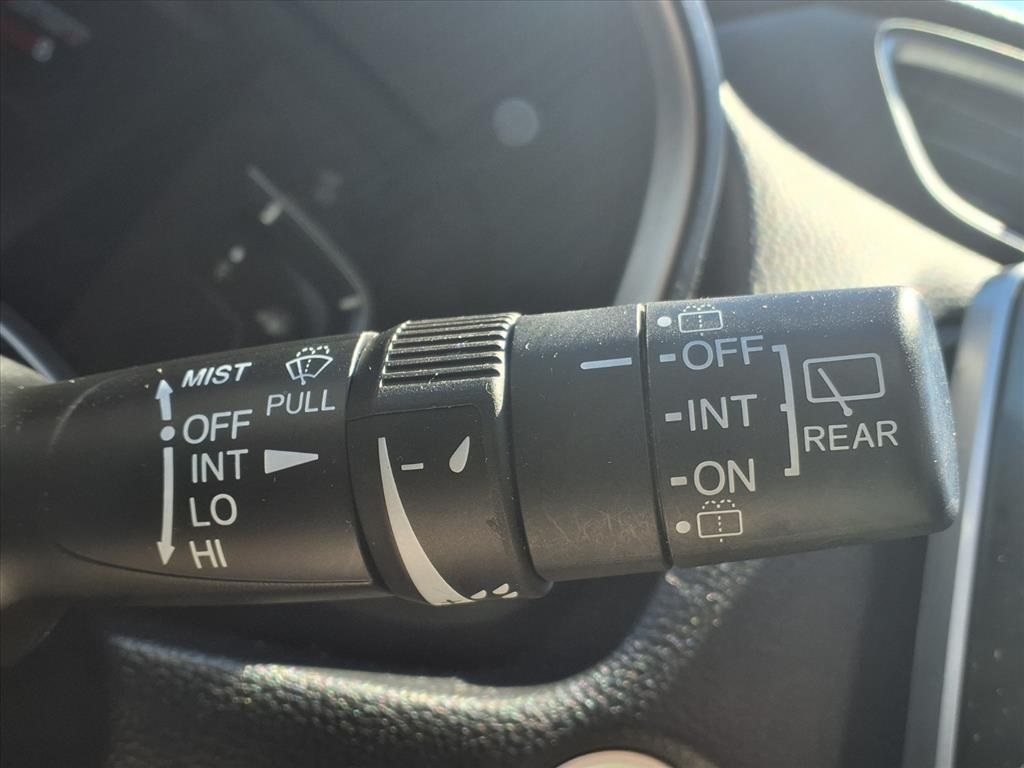 MIST
PULL
OFF
INT
LO
HI
OFF
INT
ON
REAR